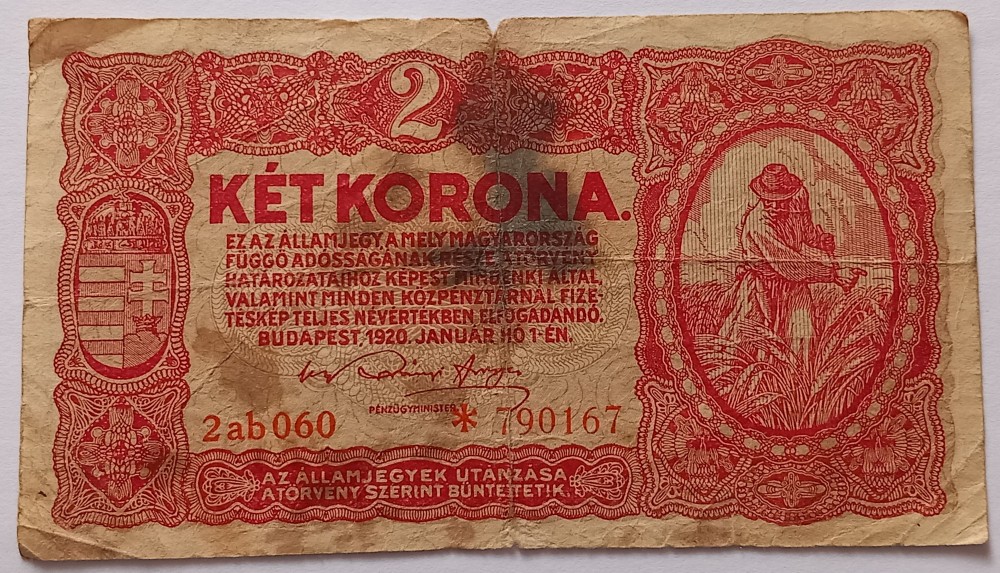 2
KÉT KORONA.
EZ AZ ÁLLAMJEGY A MELY MAGYARORSZÁG
FÜGGŐ ADÓSSÁGÁNAK RÉSZE A TÖRVÉNY
HATÁROZATAIHOZ KÉPEST MINDENKI ÁLTAL,
VALAMINT MINDEN KÖZPÉNZTÁRNÁL FIZE-
TÉSKÉP TELJES NÉVÉRTÉKBEN ELFOGADANDÓ.
BUDAPEST, 1920. JANUÁR HÓ 1-ÉN.
PÉNZÜGYMINISTER
2 ab 060 * 790167
AZ ÁLLAMJEGYEK UTÁNZÁSA
A TÖRVÉNY SZERINT BÜNTETTETIK.